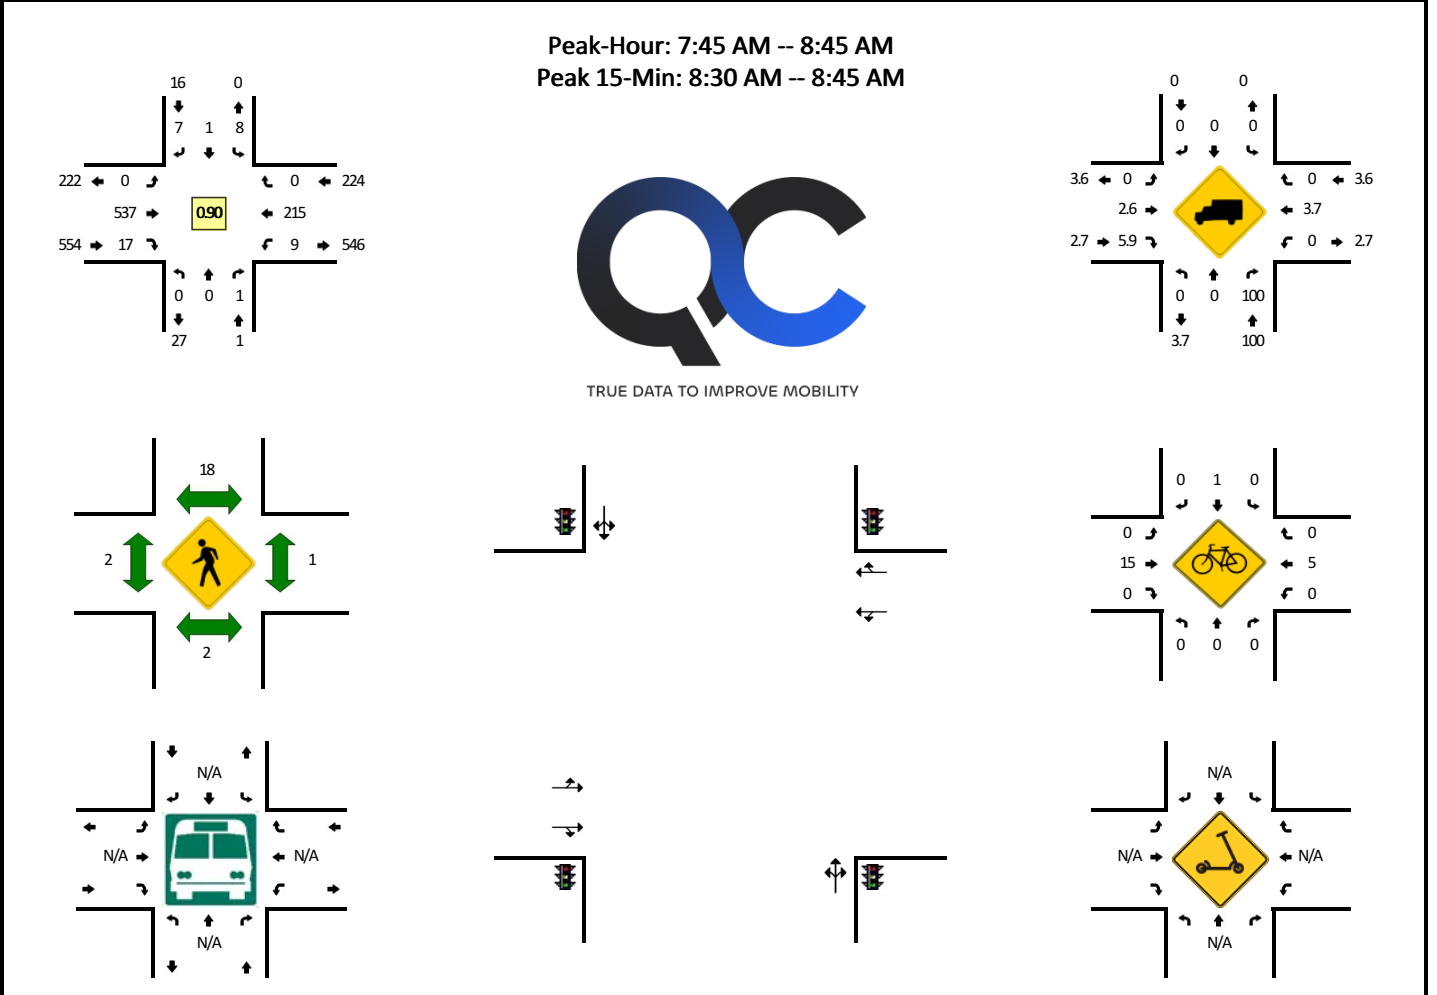 Peak-Hour: 7:45 AM -- 8:45 AM
Peak 15-Min: 8:30 AM -- 8:45 AM
16 0
7 1 8
222 0 0 224
537 0.90 215
554 17 9 546
0 0 1
27 1
0 0
0 0 0
3.6 0 0 3.6
2.6 3.7
2.7 5.9 0 2.7
0 0 100
3.7 100
QC
TRUE DATA TO IMPROVE MOBILITY
18
2 1
2
0 1 0
0 0
15 5
0 0
0 0 0
N/A
N/A N/A
N/A
N/A
N/A N/A
N/A